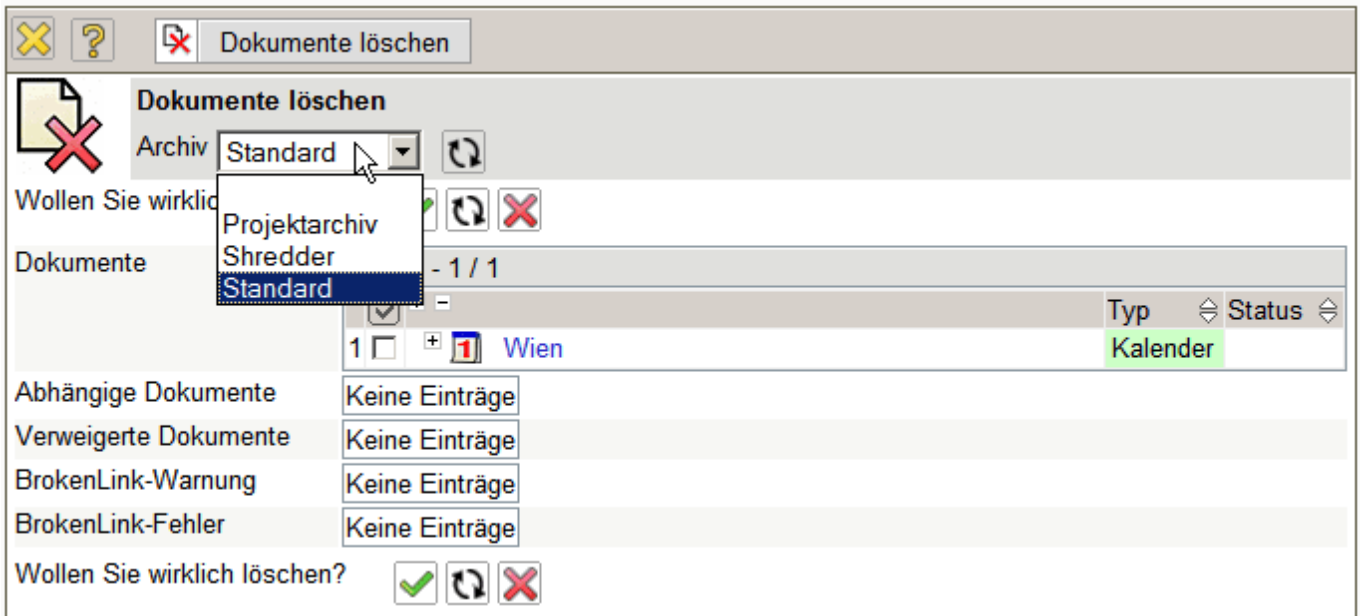 Dokumente löschen
Dokumente löschen
Archiv Standard
Wollen Sie wirklic
Projektarchiv
Shredder
Standard
Dokumente - 1 / 1
Typ Status
1 Wien Kalender
Abhängige Dokumente Keine Einträge
Verweigerte Dokumente Keine Einträge
BrokenLink-Warnung Keine Einträge
BrokenLink-Fehler Keine Einträge
Wollen Sie wirklich löschen?